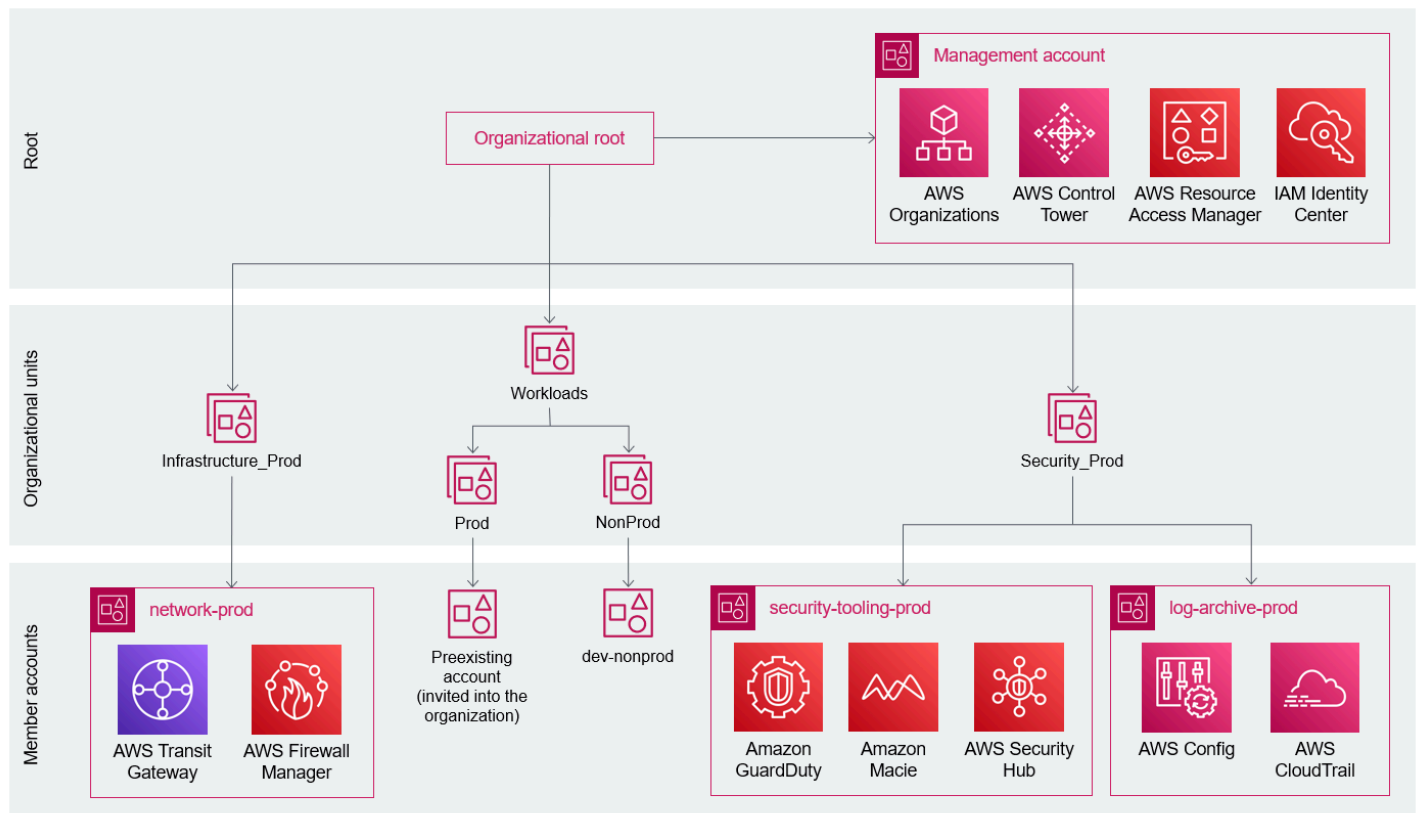 Root
Management account
Organizational root
AWS
Organizations
AWS Control
Tower
AWS Resource
Access Manager
IAM Identity
Center
Organizational units
Workloads
Infrastructure_Prod
Security_Prod
Prod
NonProd
Member accounts
network-prod
AWS Transit
Gateway
AWS Firewall
Manager
Preexisting
account
(invited into the
organization)
dev-nonprod
security-tooling-prod
Amazon
GuardDuty
Amazon
Macie
AWS Security
Hub
log-archive-prod
AWS Config
AWS
CloudTrail